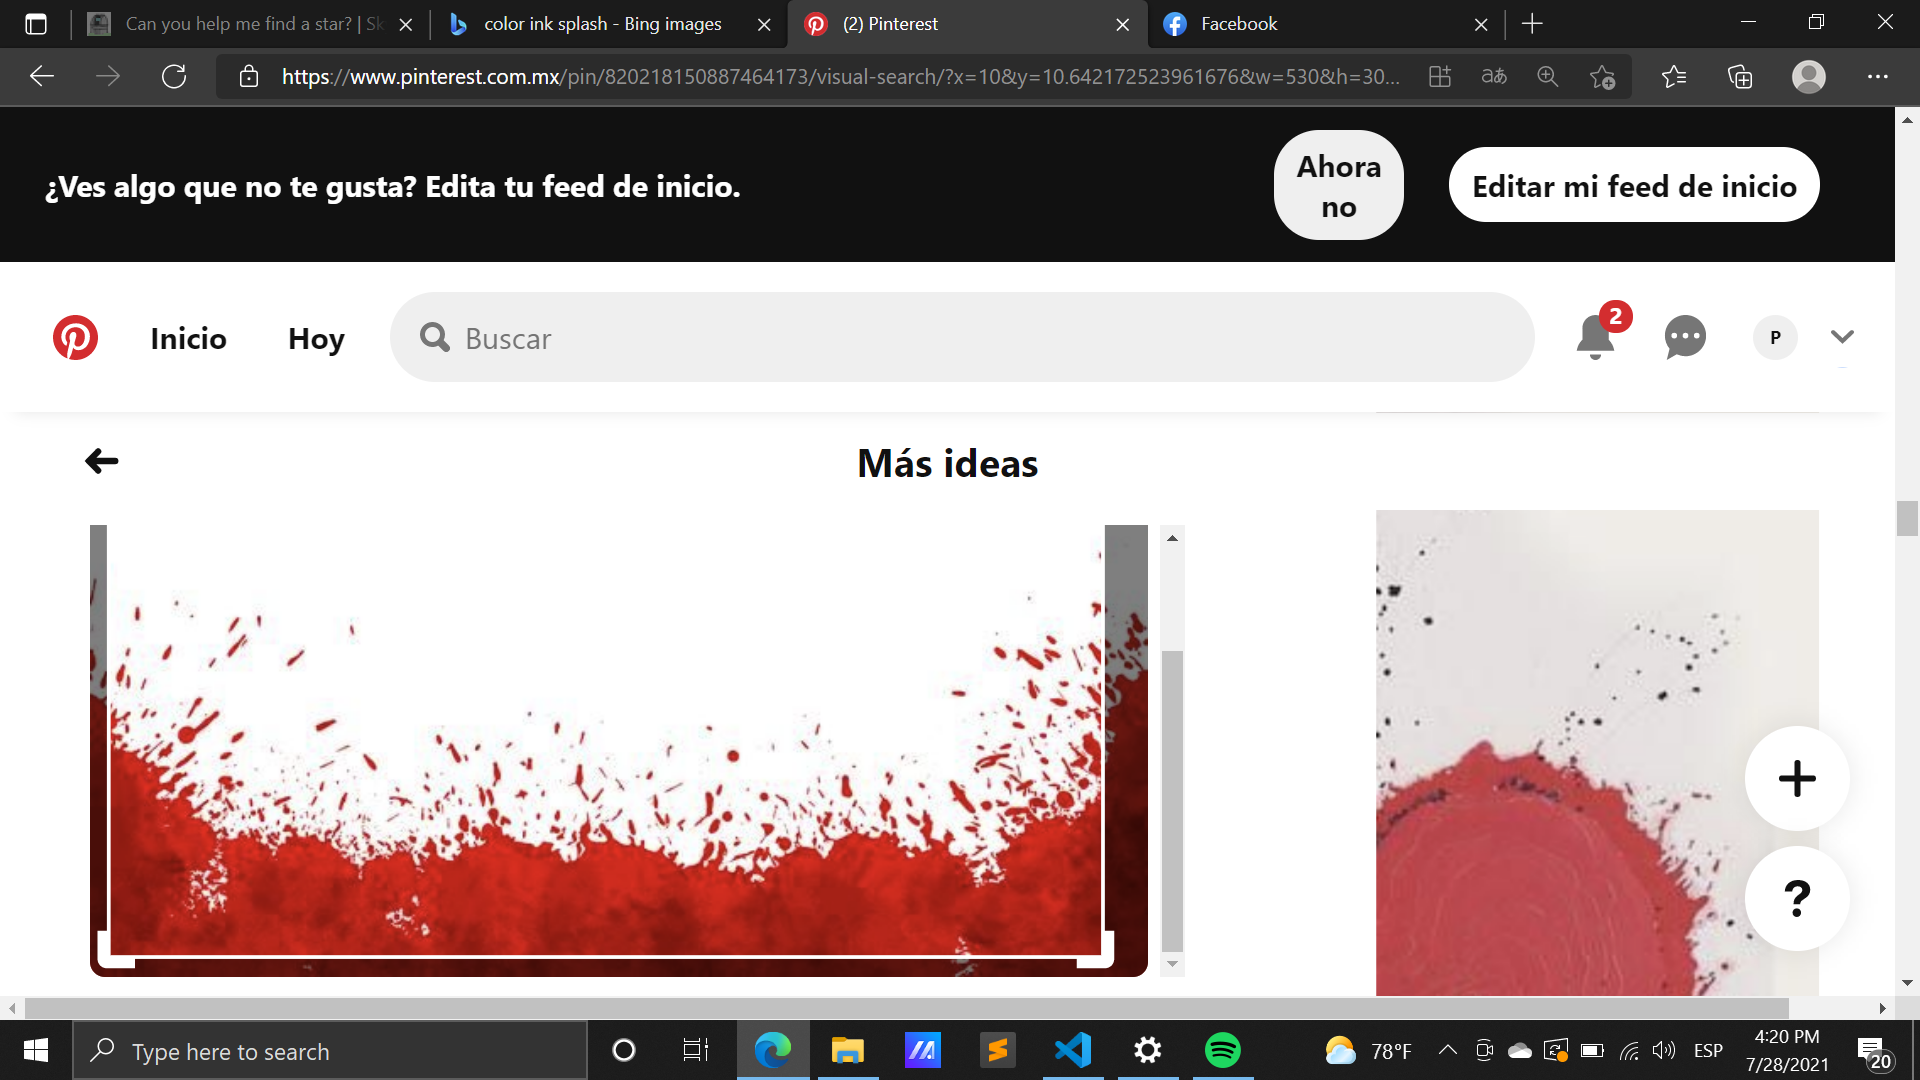 Can you help me find a star? | Sk
color ink splash - Bing images
(2) Pinterest
Facebook
https://www.pinterest.com.mx/pin/820218150887464173/visual-search/?x=10&y=10.642172523961676&w=530&h=30...
¿Ves algo que no te gusta? Edita tu feed de inicio.
Ahora
no
Editar mi feed de inicio
Inicio
Hoy
Buscar
2
P
Más ideas
?
Type here to search
78°F
ESP
4:20 PM
7/28/2021
20